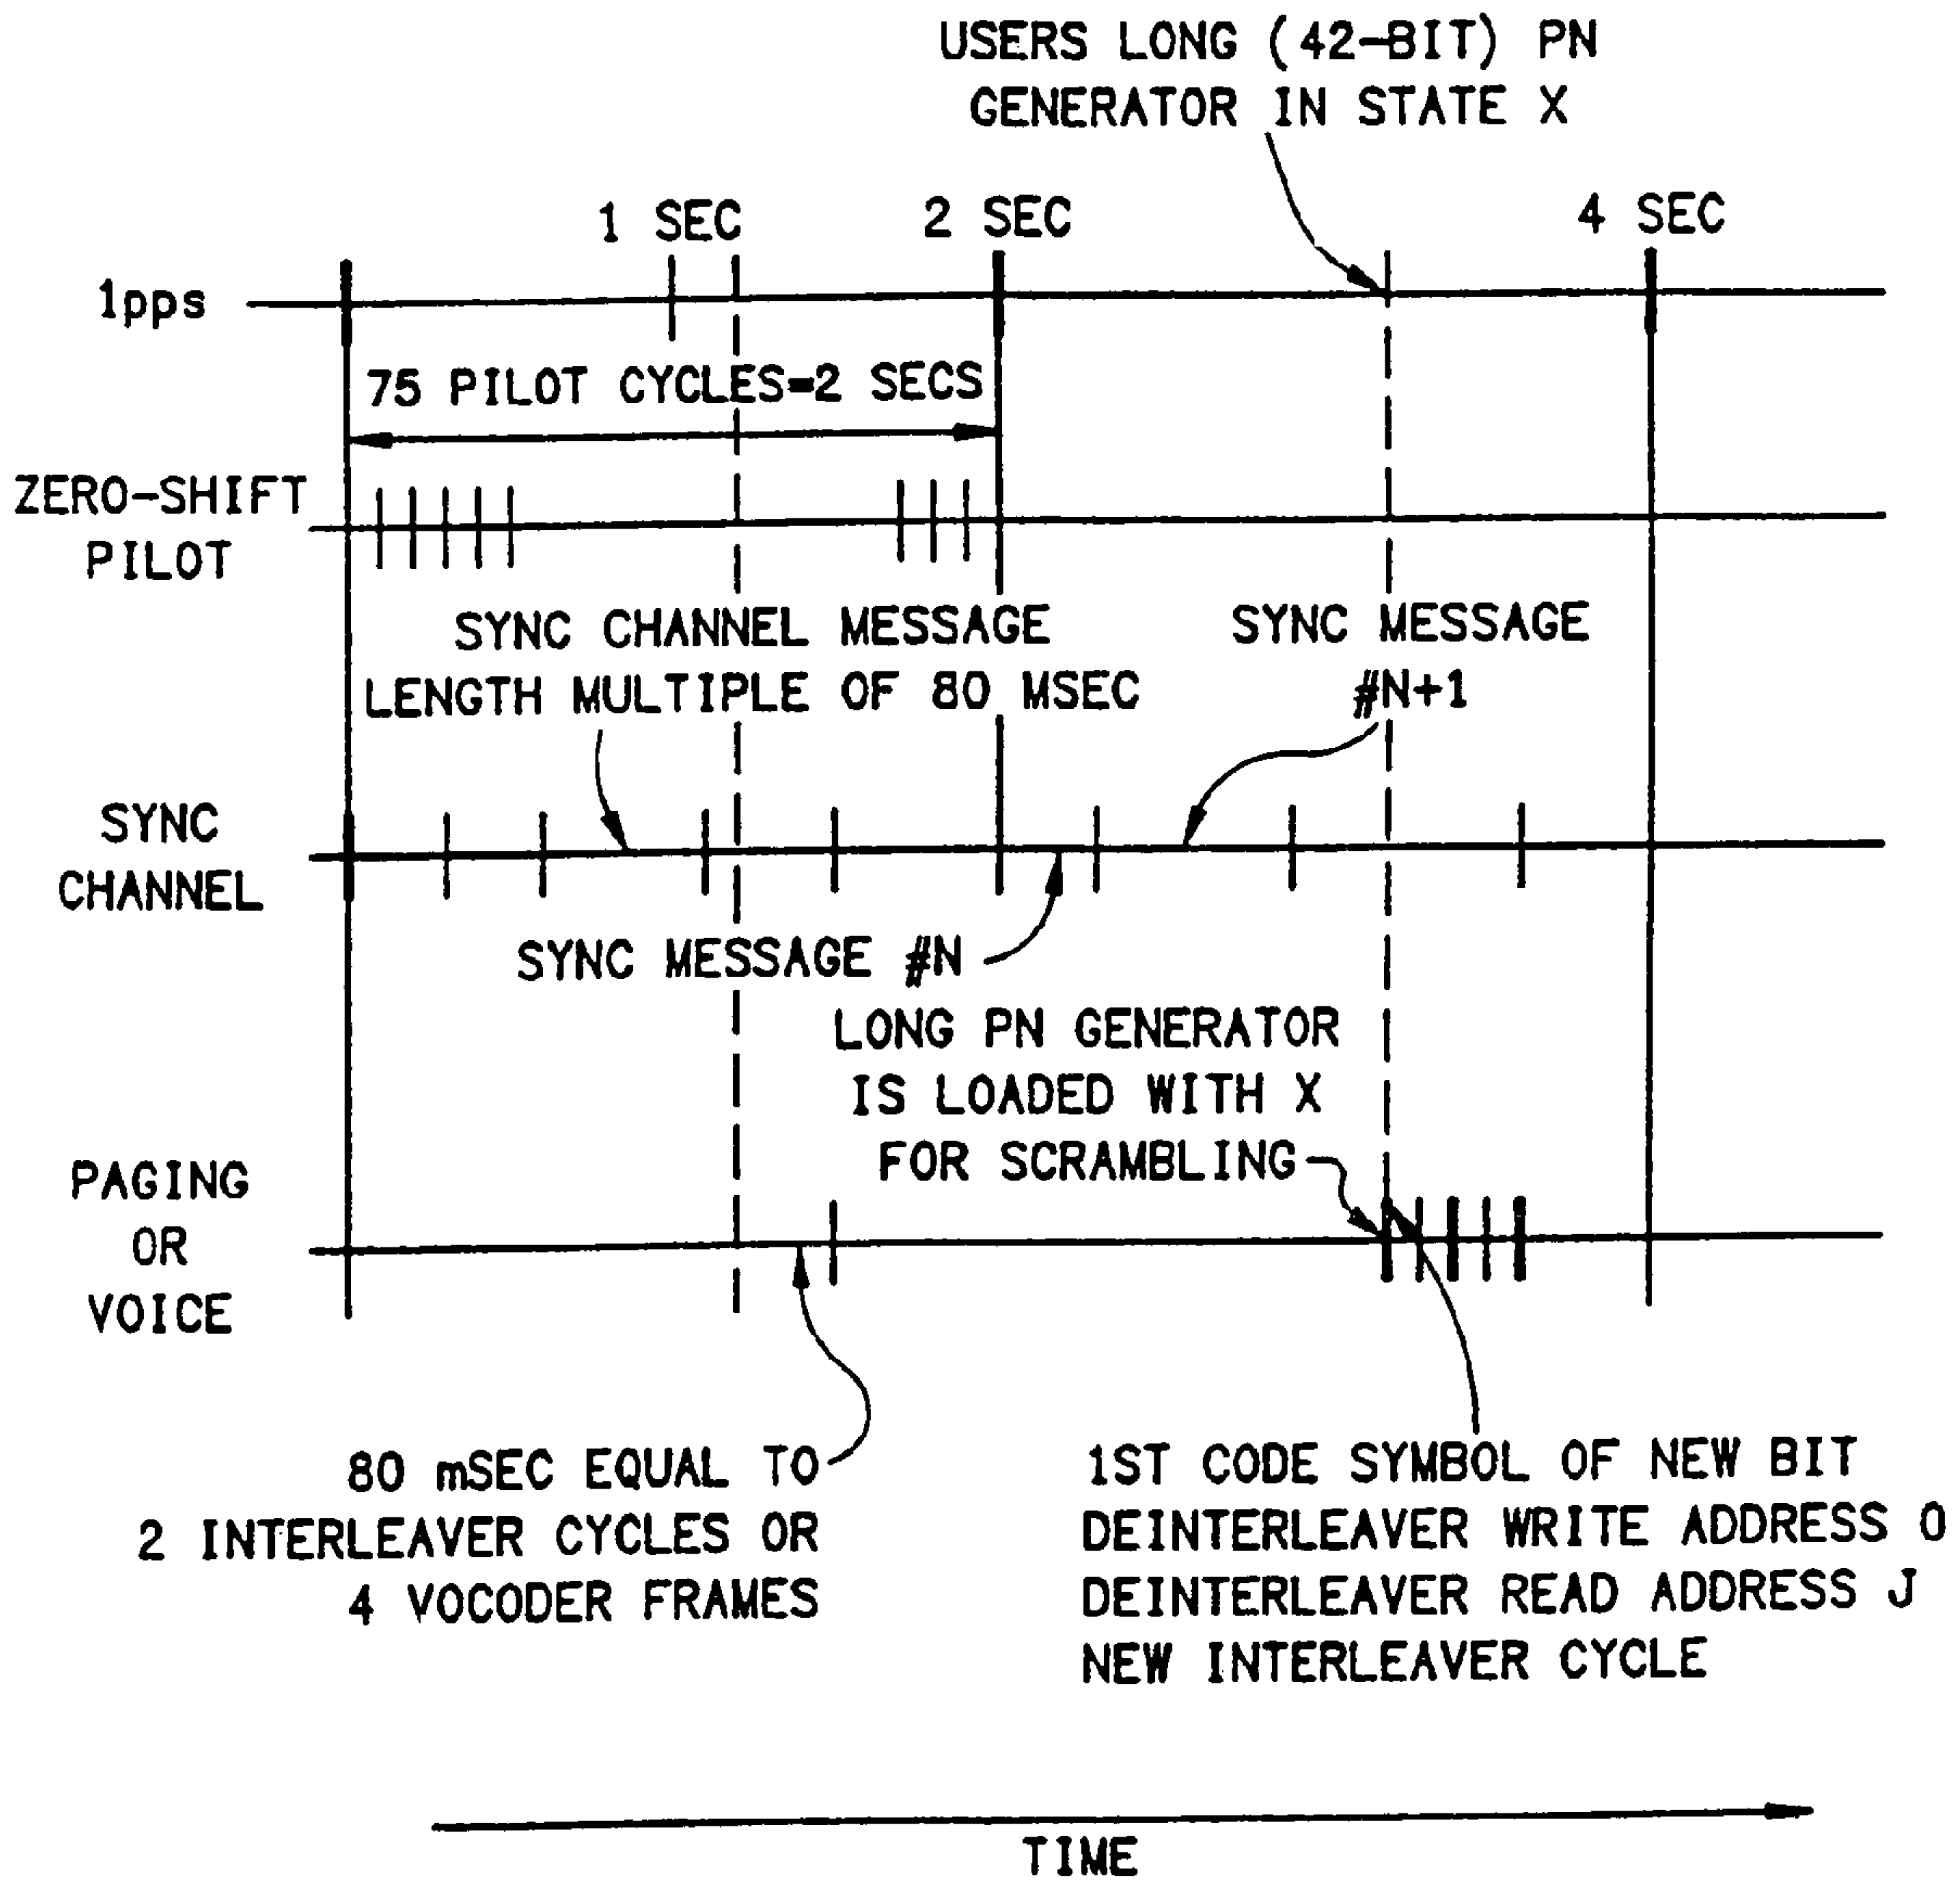 USERS LONG (42-BIT) PN
GENERATOR IN STATE X
1 SEC
2 SEC
4 SEC
1pps
75 PILOT CYCLES=2 SECS
ZERO-SHIFT
PILOT
SYNC CHANNEL MESSAGE
LENGTH MULTIPLE OF 80 MSEC
SYNC MESSAGE
#N+1
SYNC
CHANNEL
SYNC MESSAGE #N
LONG PN GENERATOR
IS LOADED WITH X
FOR SCRAMBLING
PAGING
OR
VOICE
80 mSEC EQUAL TO
2 INTERLEAVER CYCLES OR
4 VOCODER FRAMES
1ST CODE SYMBOL OF NEW BIT
DEINTERLEAVER WRITE ADDRESS 0
DEINTERLEAVER READ ADDRESS J
NEW INTERLEAVER CYCLE
TIME